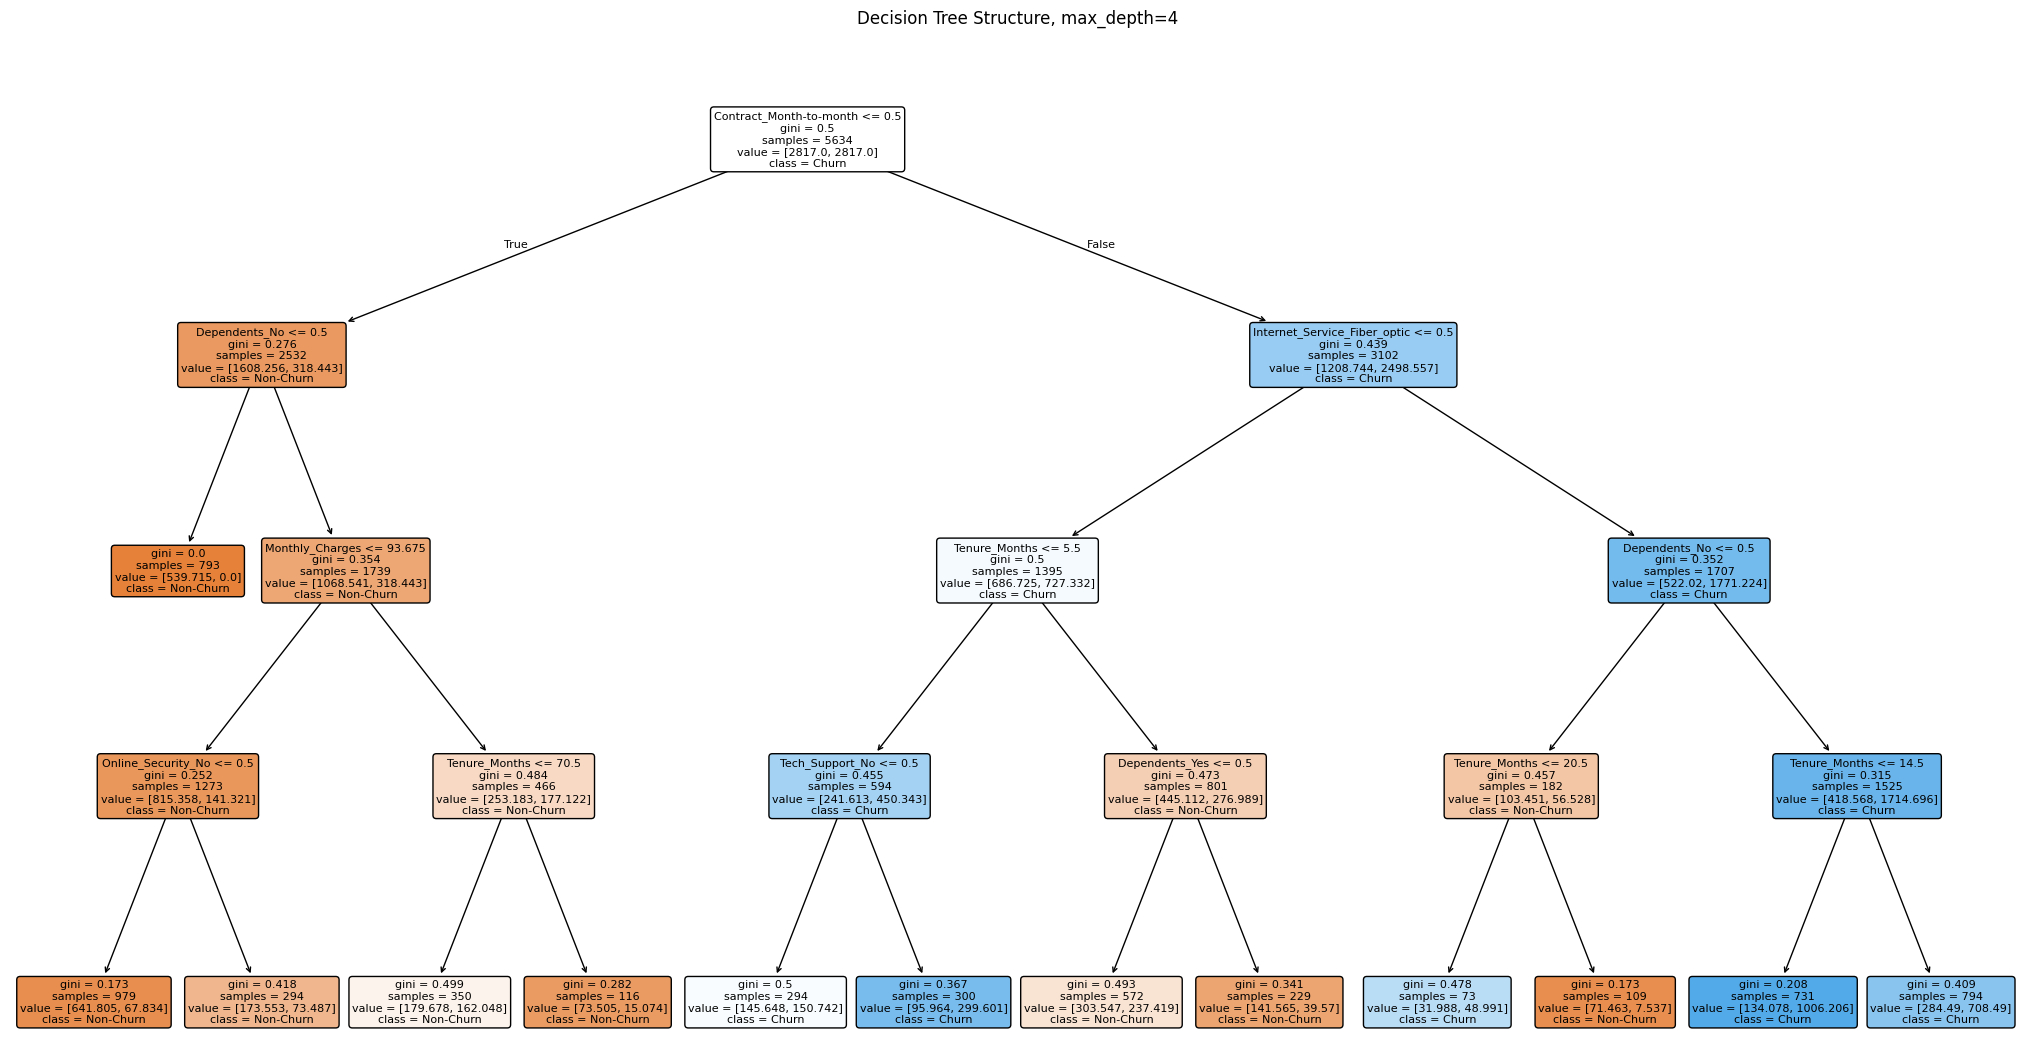 Decision Tree Structure, max_depth=4
Contract_Month-to-month <= 0.5
gini = 0.5
samples = 5634
value = [2817.0, 2817.0]
class = Churn
True
False
Dependents_No <= 0.5
gini = 0.276
samples = 2532
value = [1608.256, 318.443]
class = Non-Churn
Internet_Service_Fiber_optic <= 0.5
gini = 0.439
samples = 3102
value = [1208.744, 2498.557]
class = Churn
gini = 0.0
samples = 793
value = [539.715, 0.0]
class = Non-Churn
Monthly_Charges <= 93.675
gini = 0.354
samples = 1739
value = [1068.541, 318.443]
class = Non-Churn
Tenure_Months <= 5.5
gini = 0.5
samples = 1395
value = [686.725, 727.332]
class = Churn
Dependents_No <= 0.5
gini = 0.352
samples = 1707
value = [522.02, 1771.224]
class = Churn
Online_Security_No <= 0.5
gini = 0.252
samples = 1273
value = [815.358, 141.321]
class = Non-Churn
Tenure_Months <= 70.5
gini = 0.484
samples = 466
value = [253.183, 177.122]
class = Non-Churn
Tech_Support_No <= 0.5
gini = 0.455
samples = 594
value = [241.613, 450.343]
class = Churn
Dependents_Yes <= 0.5
gini = 0.473
samples = 801
value = [445.112, 276.989]
class = Non-Churn
Tenure_Months <= 20.5
gini = 0.457
samples = 182
value = [103.451, 56.528]
class = Non-Churn
Tenure_Months <= 14.5
gini = 0.315
samples = 1525
value = [418.568, 1714.696]
class = Churn
gini = 0.173
samples = 979
value = [641.805, 67.834]
class = Non-Churn
gini = 0.418
samples = 294
value = [173.553, 73.487]
class = Non-Churn
gini = 0.499
samples = 350
value = [179.678, 162.048]
class = Non-Churn
gini = 0.282
samples = 116
value = [73.505, 15.074]
class = Non-Churn
gini = 0.5
samples = 294
value = [145.648, 150.742]
class = Churn
gini = 0.367
samples = 300
value = [95.964, 299.601]
class = Churn
gini = 0.493
samples = 572
value = [303.547, 237.419]
class = Non-Churn
gini = 0.341
samples = 229
value = [141.565, 39.57]
class = Non-Churn
gini = 0.478
samples = 73
value = [31.988, 48.991]
class = Churn
gini = 0.173
samples = 109
value = [71.463, 7.537]
class = Non-Churn
gini = 0.208
samples = 731
value = [134.078, 1006.206]
class = Churn
gini = 0.409
samples = 794
value = [284.49, 708.49]
class = Churn